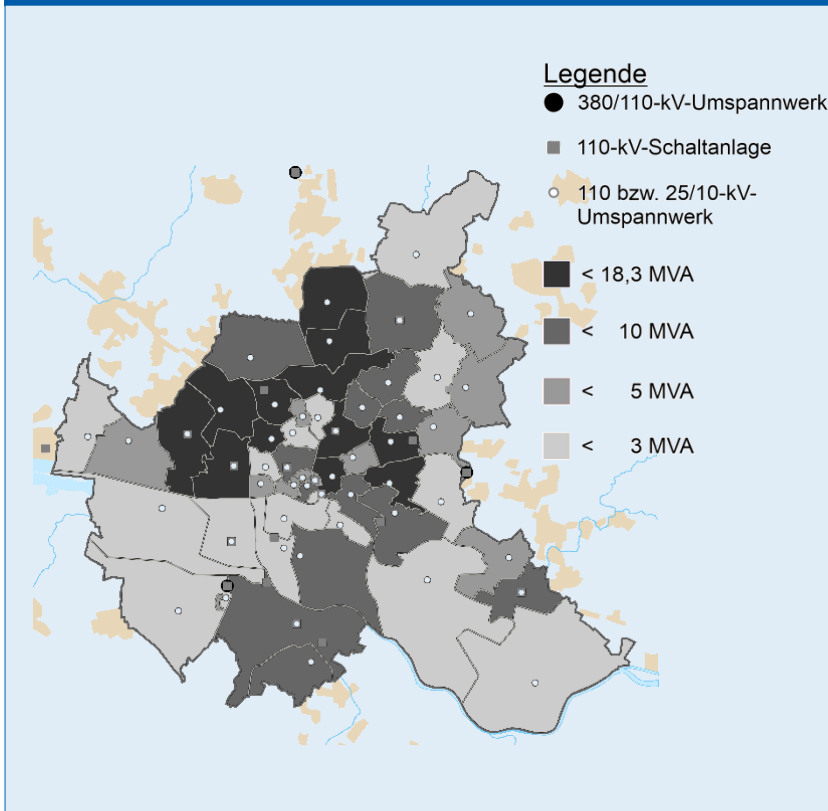 Legende
380/110-kV-Umspannwerk
110-kV-Schaltanlage
110 bzw. 25/10-kV-
Umspannwerk
< 18,3 MVA
< 10 MVA
< 5 MVA
< 3 MVA